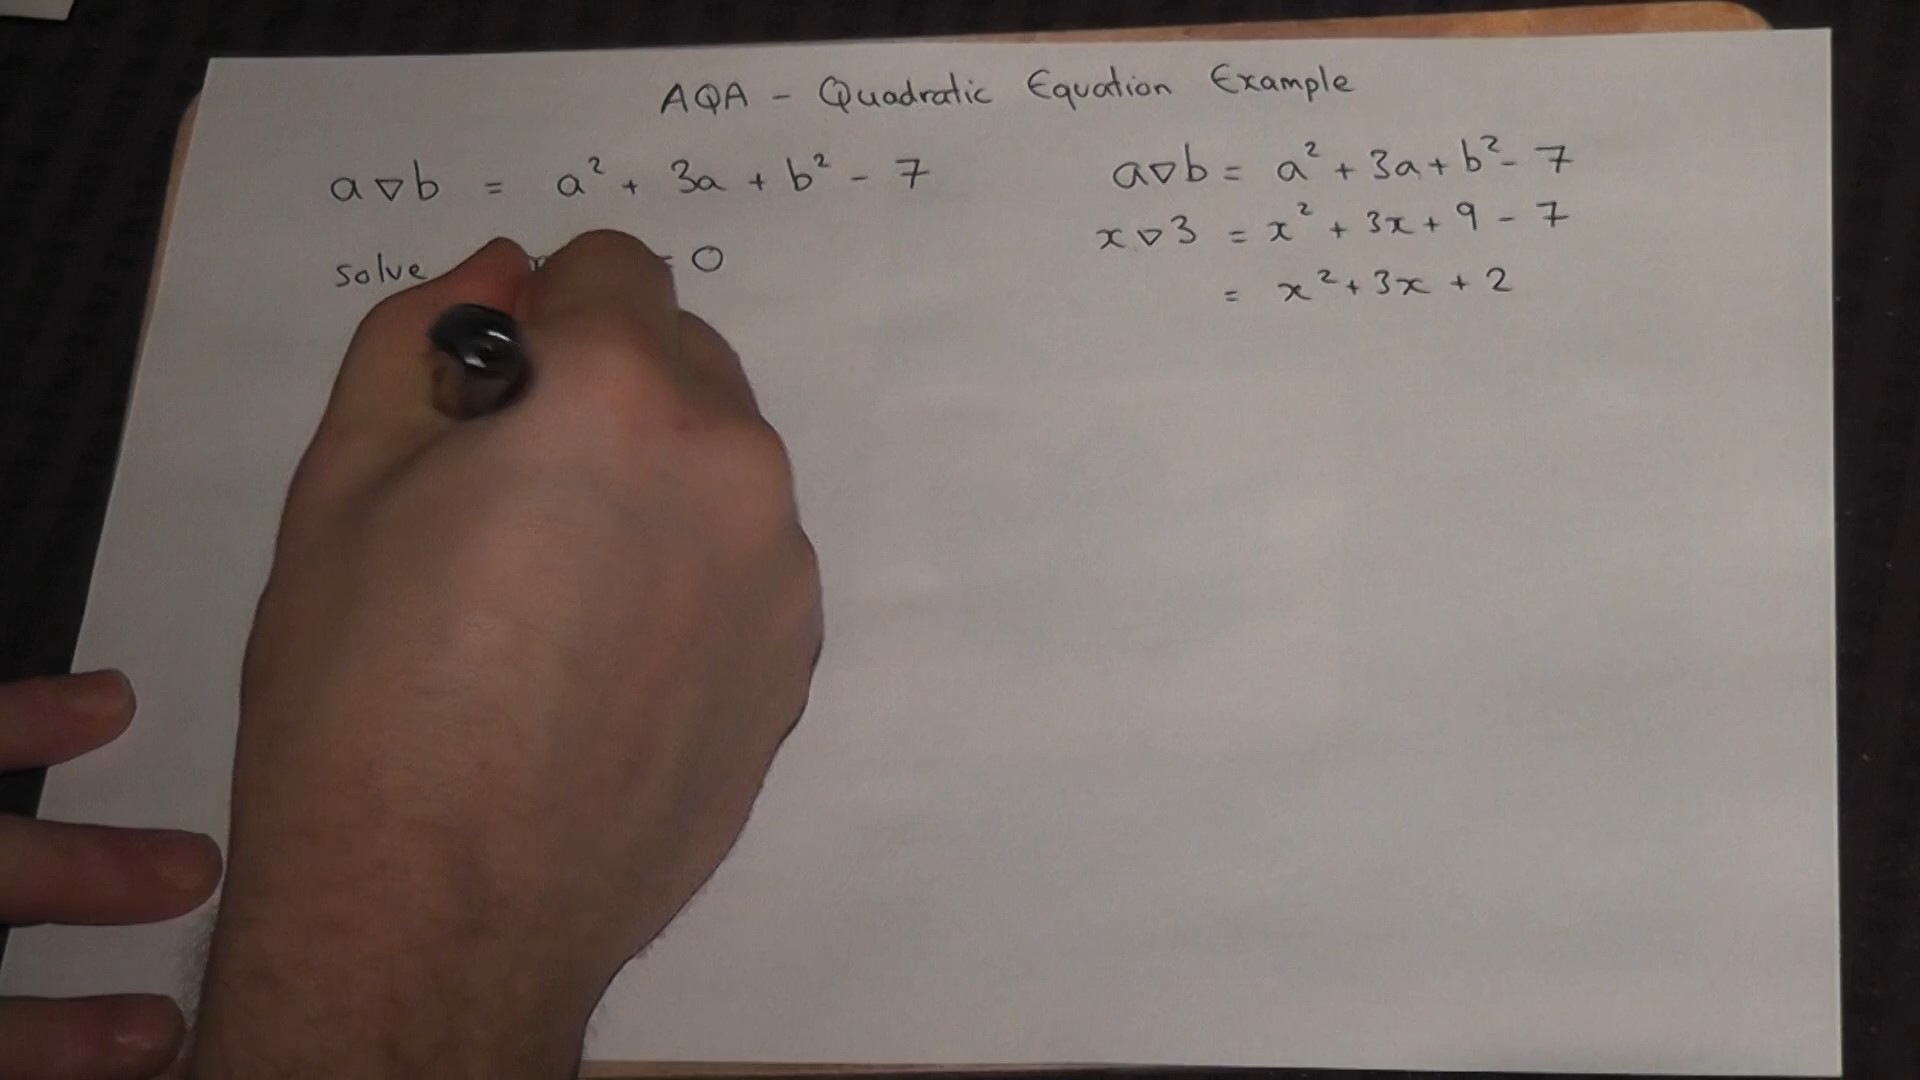 AQA - Quadratic Equation Example
a▽b = a² + 3a + b² - 7
solve = 0
a▽b = a² + 3a + b² - 7
x▽3 = x² + 3x + 9 - 7
= x² + 3x + 2